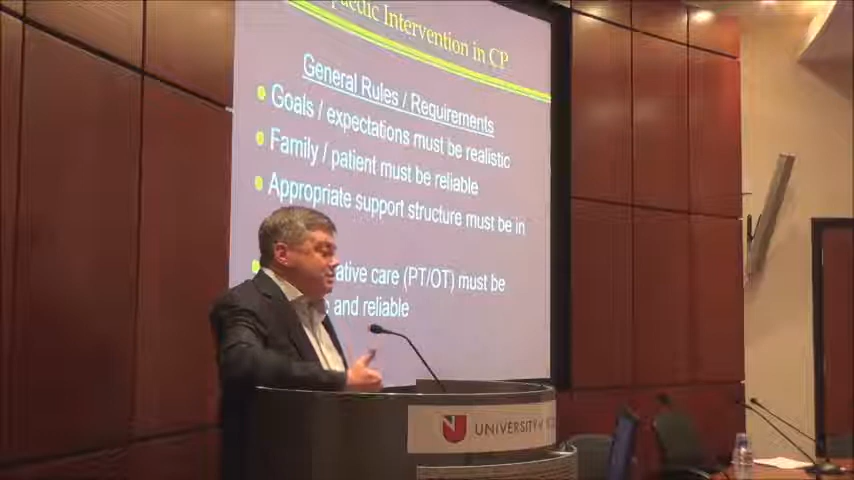 paedic Intervention in CP
General Rules / Requirements
Goals / expectations must be realistic
Family / patient must be reliable
Appropriate support structure must be in
ative care (PT/OT) must be
and reliable
UNIVERSITY